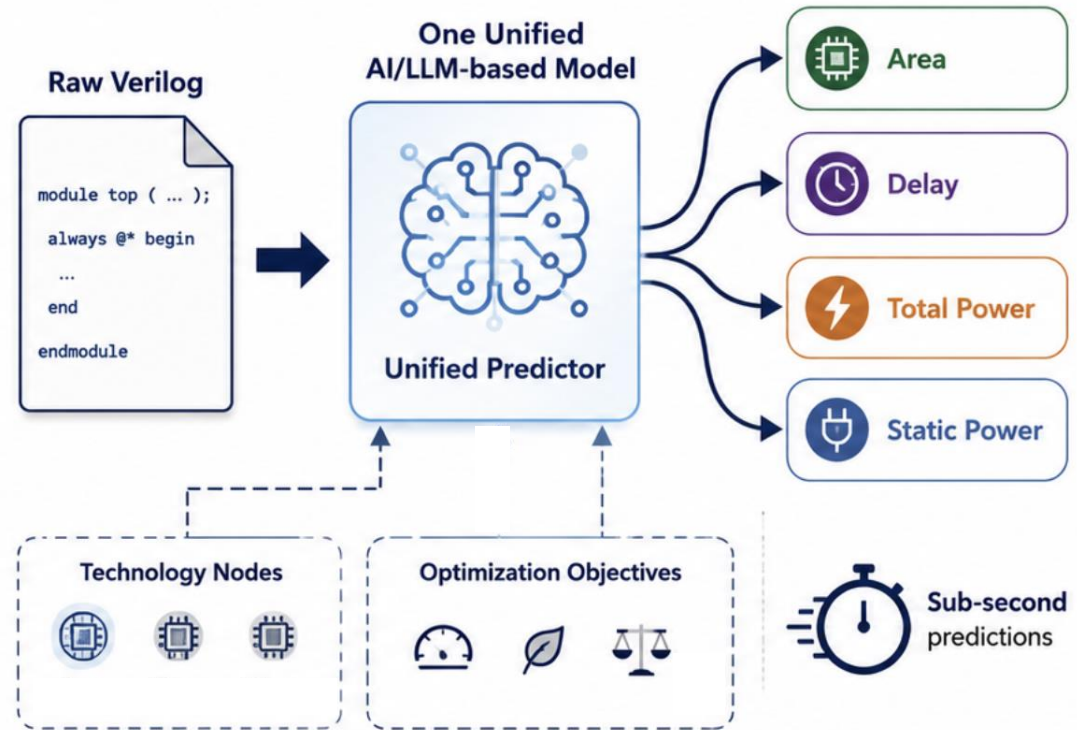 Raw Verilog
module top ( ... );
always @* begin
...
end
endmodule
One Unified
AI/LLM-based Model
Unified Predictor
Area
Delay
Total Power
Static Power
Technology Nodes
Optimization Objectives
Sub-second
predictions